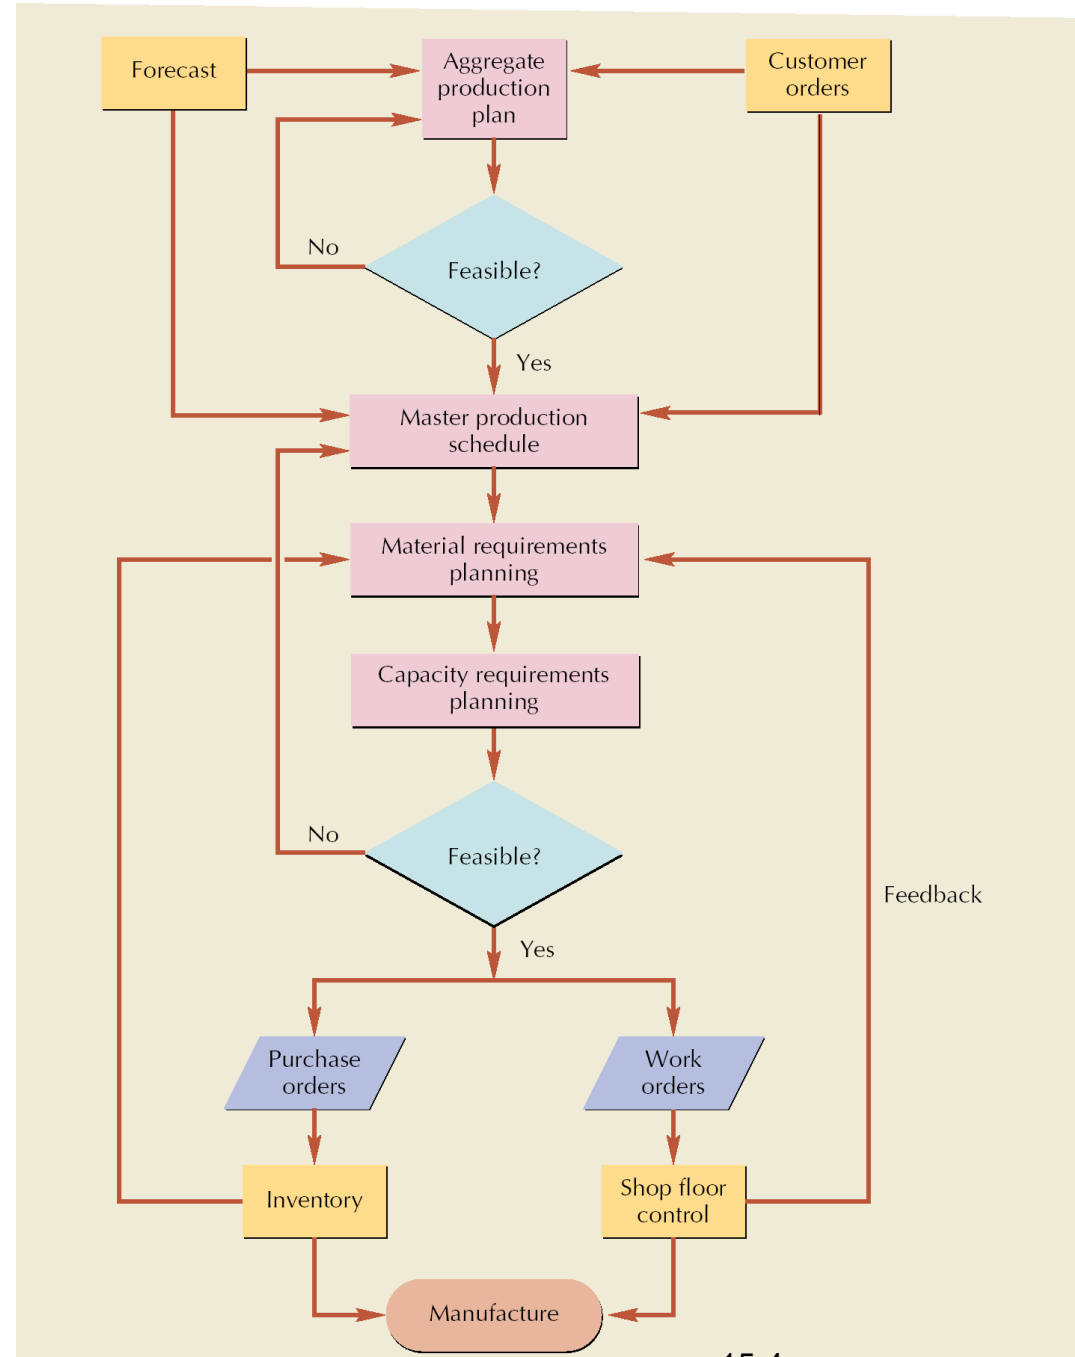 Forecast
Aggregate
production
plan
Customer
orders
No
Feasible?
Yes
Master production
schedule
Material requirements
planning
Capacity requirements
planning
No
Feasible?
Feedback
Yes
Purchase
orders
Work
orders
Inventory
Shop floor
control
Manufacture